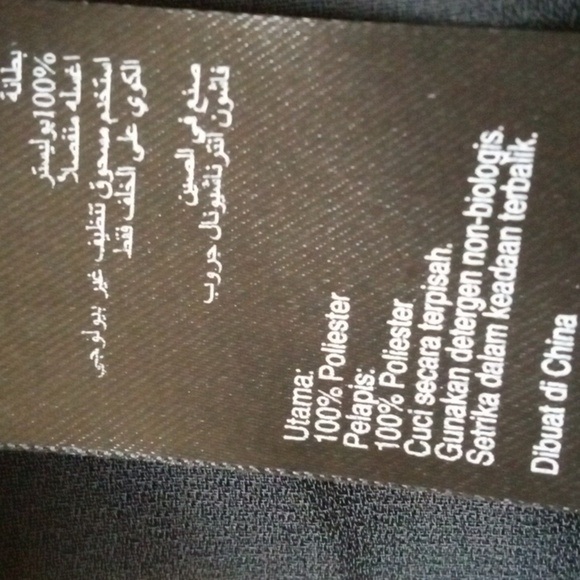 بطانة
100% بوليستر
اغسله منفصلاً
استخدم مسحوق تنظيف غير بيولوجي
الكوي على الخلف فقط
صنع في الصين
فاشون انترناشيونال جروب
Utama:
100% Poliester
Pelapis:
100% Poliester
Cuci secara terpisah.
Gunakan detergen non-biologis.
Setrika dalam keadaan terbalik.
Dibuat di China